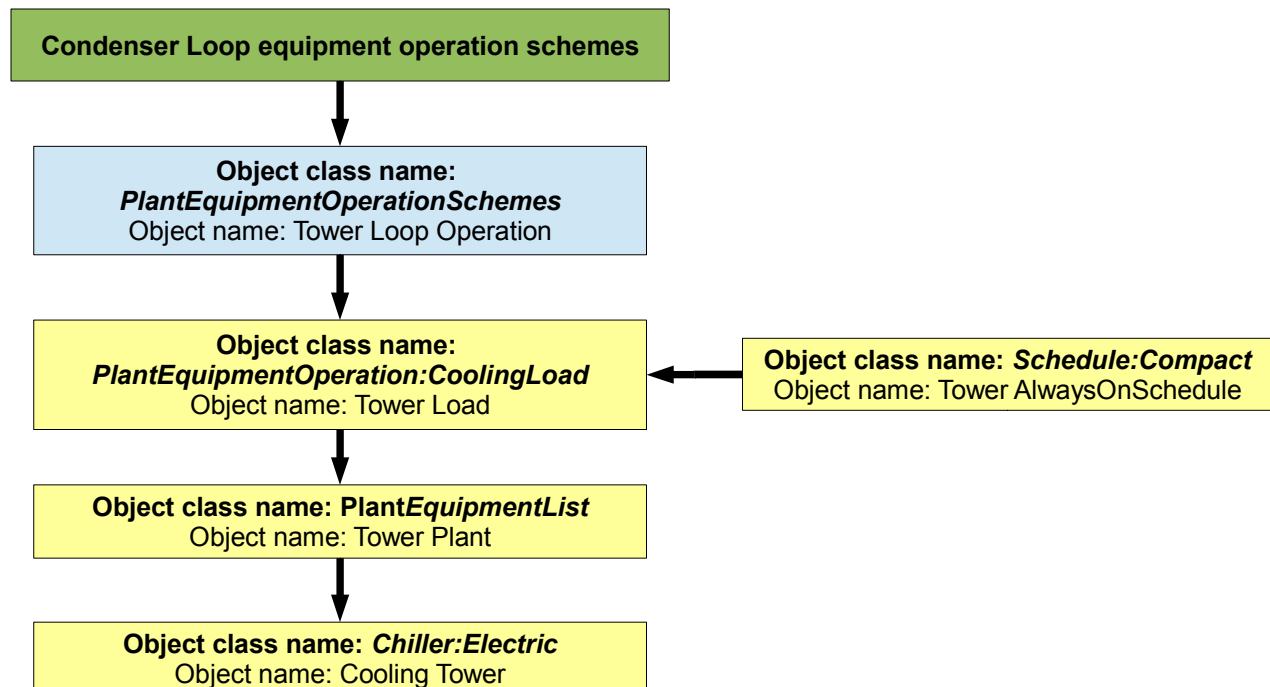 Condenser Loop equipment operation schemes
Object class name:
PlantEquipmentOperationSchemes
Object name: Tower Loop Operation
Object class name:
PlantEquipmentOperation:CoolingLoad
Object name: Tower Load
Object class name: Schedule:Compact
Object name: Tower AlwaysOnSchedule
Object class name: PlantEquipmentList
Object name: Tower Plant
Object class name: Chiller:Electric
Object name: Cooling Tower